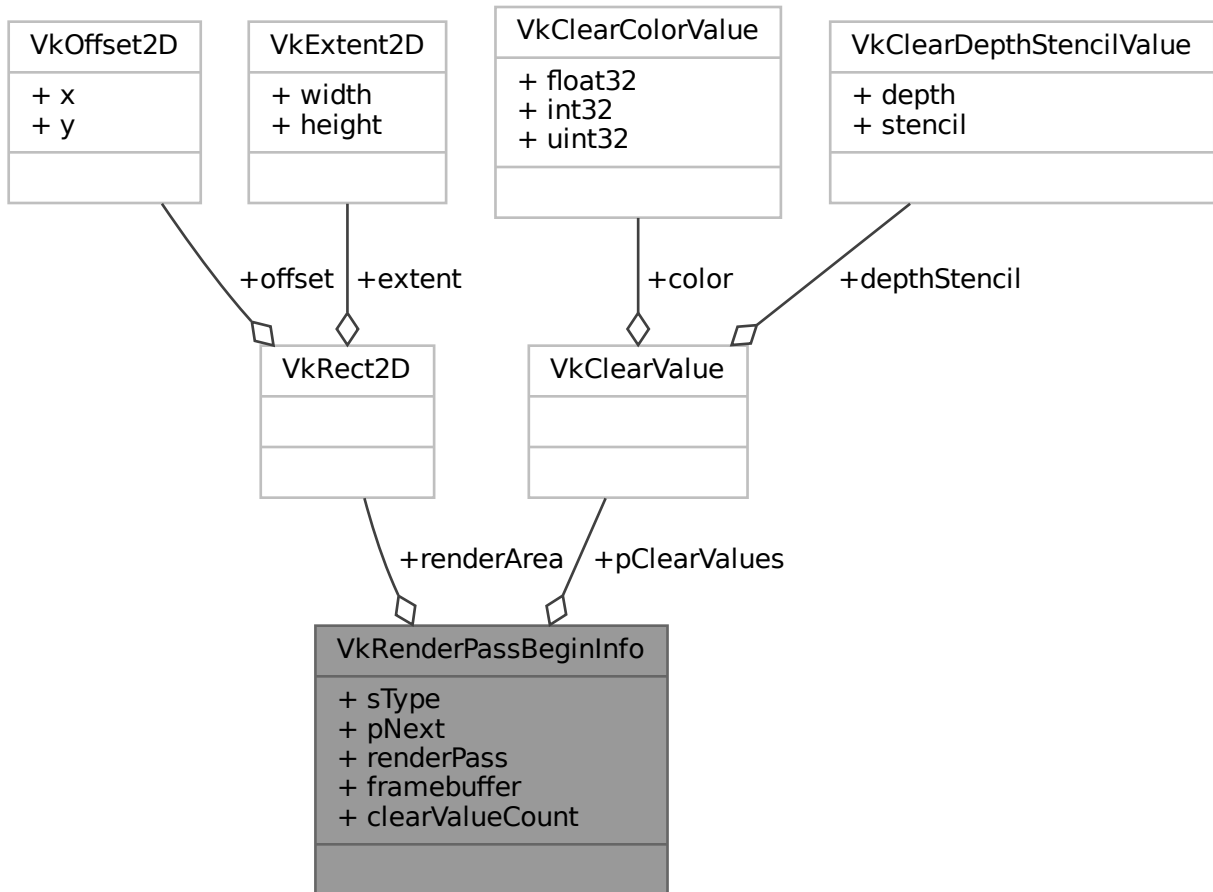 VkOffset2D
+ x
+ y
VkExtent2D
+ width
+ height
VkClearColorValue
+ float32
+ int32
+ uint32
VkClearDepthStencilValue
+ depth
+ stencil
+offset
+extent
+color
+depthStencil
VkRect2D
VkClearValue
+renderArea
+pClearValues
VkRenderPassBeginInfo
+ sType
+ pNext
+ renderPass
+ framebuffer
+ clearValueCount